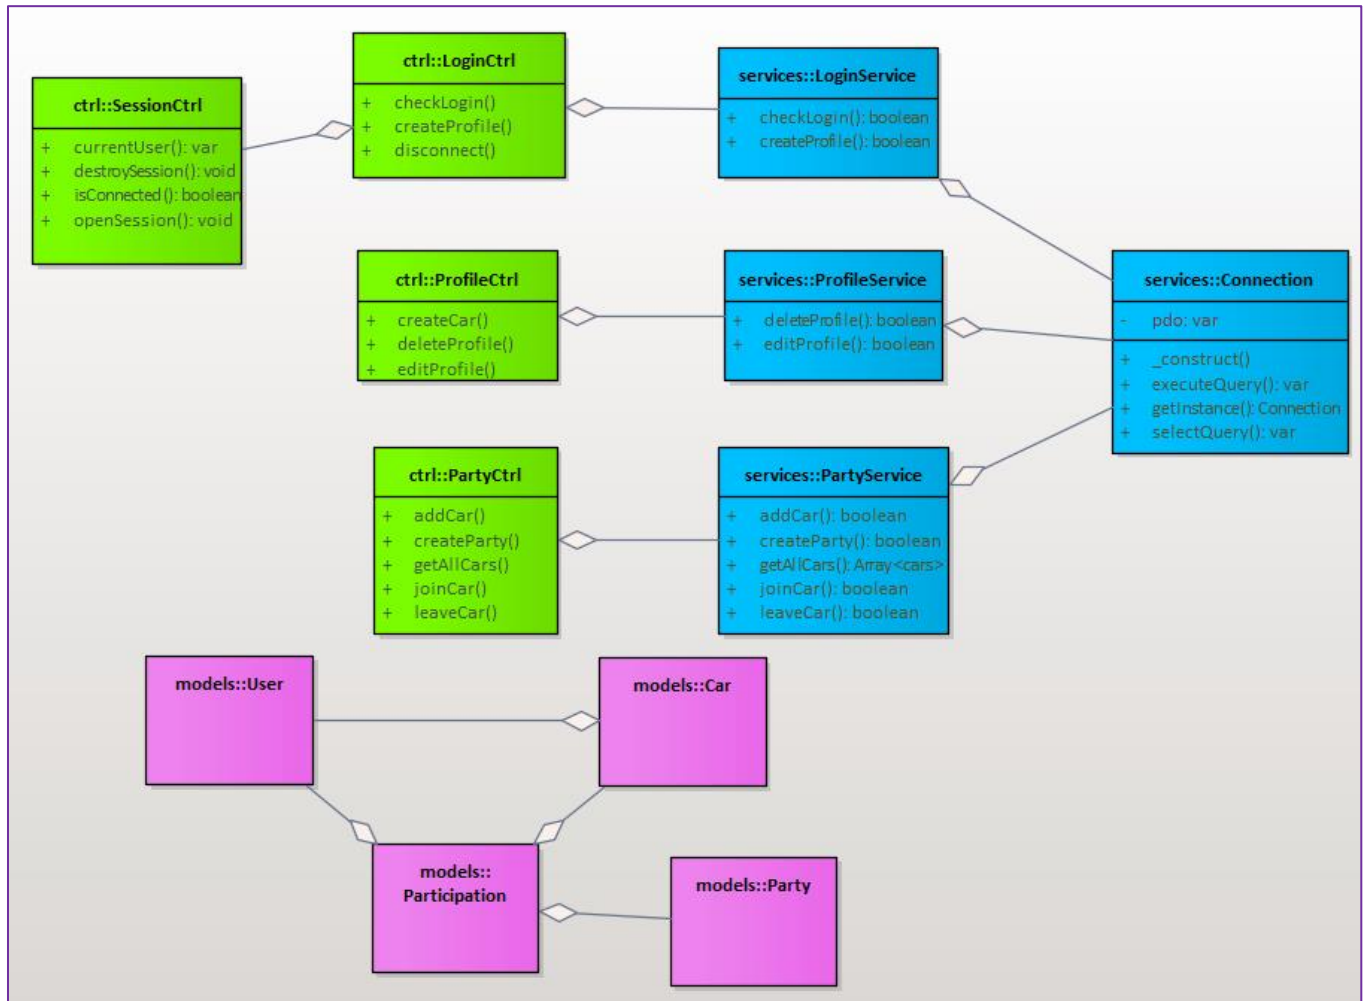 ctrl::SessionCtrl
+ currentUser(): var
+ destroySession(): void
+ isConnected(): boolean
+ openSession(): void
ctrl::LoginCtrl
+ checkLogin()
+ createProfile()
+ disconnect()
services::LoginService
+ checkLogin(): boolean
+ createProfile(): boolean
ctrl::ProfileCtrl
+ createCar()
+ deleteProfile()
+ editProfile()
services::ProfileService
+ deleteProfile(): boolean
+ editProfile(): boolean
services::Connection
- pdo: var
+ _construct()
+ executeQuery(): var
+ getInstance(): Connection
+ selectQuery(): var
ctrl::PartyCtrl
+ addCar()
+ createParty()
+ getAllCars()
+ joinCar()
+ leaveCar()
services::PartyService
+ addCar(): boolean
+ createParty(): boolean
+ getAllCars(): Array<cars>
+ joinCar(): boolean
+ leaveCar(): boolean
models::User
models::Car
models::
Participation
models::Party